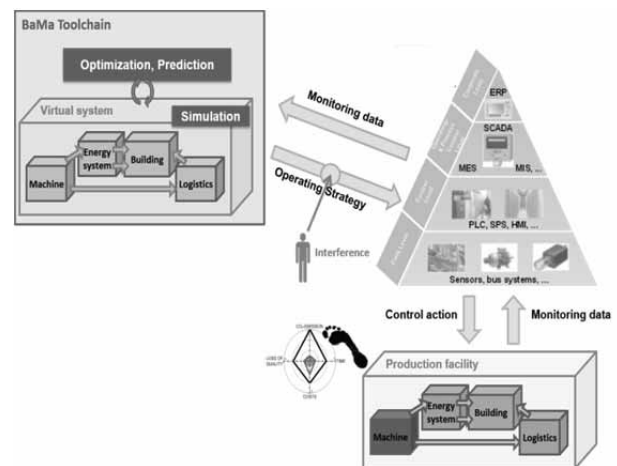 BaMa Toolchain
Optimization, Prediction
Virtual system
Simulation
Energy
system
Building
Machine
Logistics
Monitoring data
Operating Strategy
Interference
ERP
SCADA
MES
MIS, ...
PLC, SPS, HMI, ...
Sensors, bus systems, ...
Control action
Monitoring data
TIME
COSTS
Production facility
Energy
system
Building
Machine
Logistics